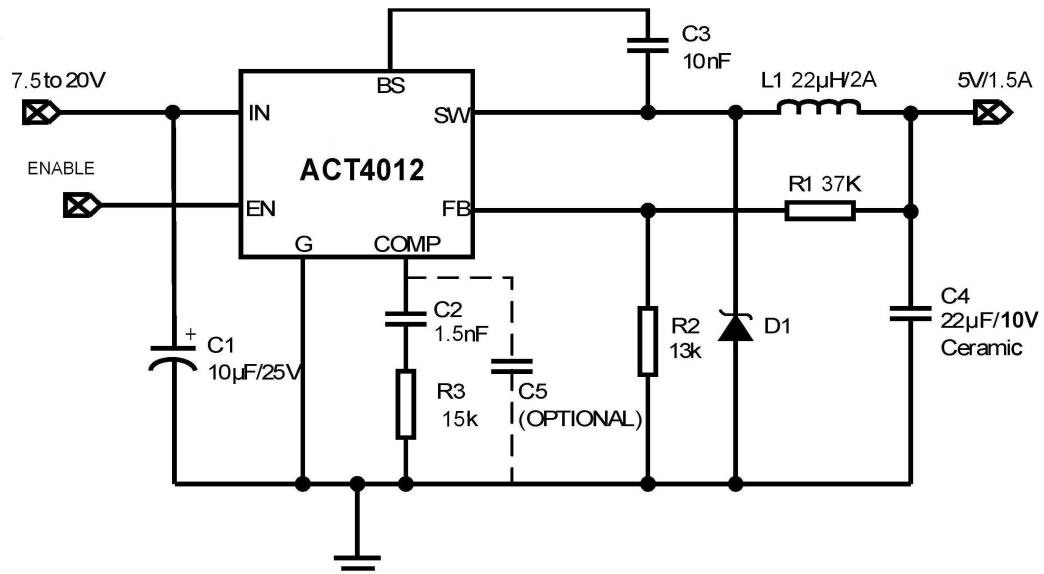 C3
10nF
7.5 to 20V
BS
L1 22µH/2A
5V/1.5A
IN
SW
ENABLE
ACT4012
R1 37K
EN
FB
G
COMP
C2
1.5nF
C4
22µF/10V
Ceramic
R2
13k
D1
+
C1
10µF/25V
R3
15k
C5
(OPTIONAL)